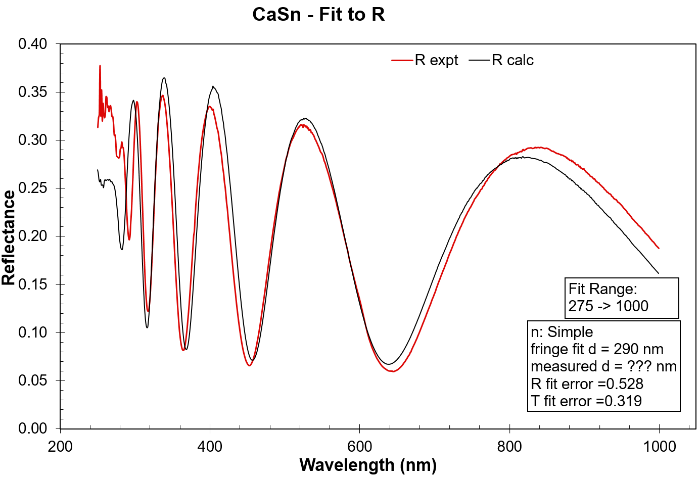 CaSn - Fit to R
R expt
R calc
0.40
0.35
0.30
0.25
0.20
0.15
0.10
0.05
0.00
Reflectance
Fit Range:
275 -> 1000
n: Simple
fringe fit d = 290 nm
measured d = ??? nm
R fit error =0.528
T fit error =0.319
200
400
600
800
1000
Wavelength (nm)